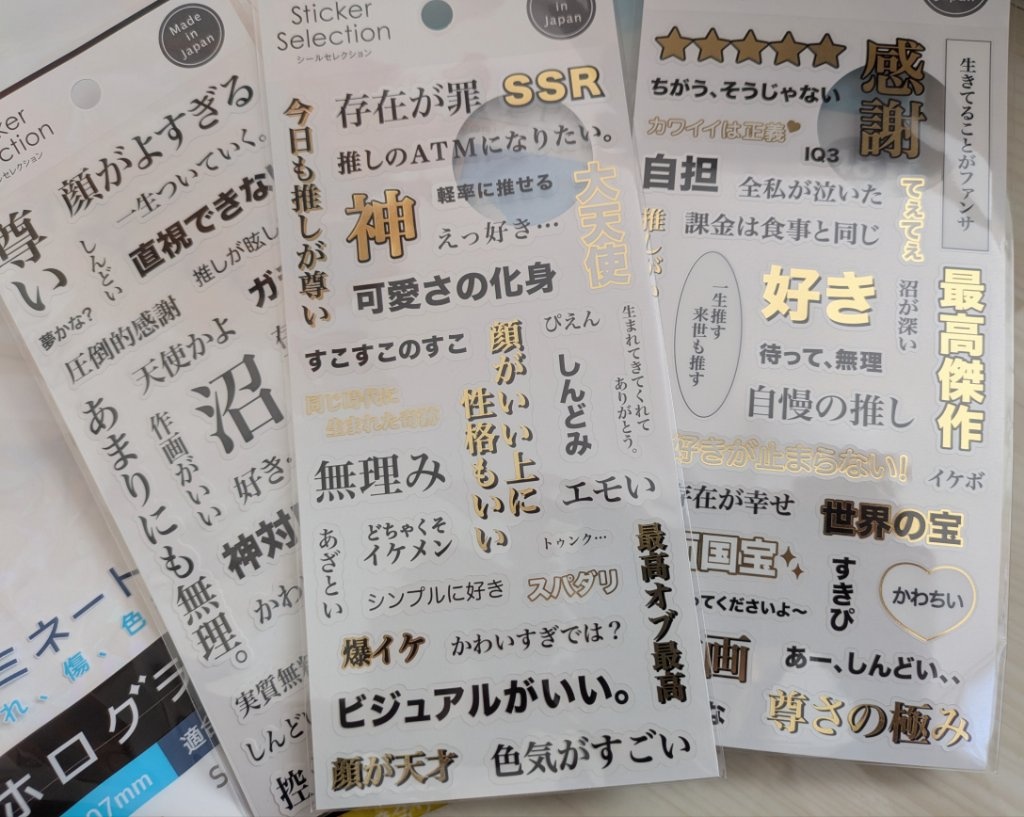 Made
in
Japan
顔がよすぎる
一生ついていく。
尊い
しんどい
直視できな
推しが眩し
夢かな?
圧倒的感謝
天使かよ
沼
あまりにも無理。
作画がいい
好き
神対
かわ
実質無
しんど
控
ミネート
れ、傷、色
ホログラ
07mm
Sticker
Selection
シールセレクション
in
Japan
今日も推しが尊い
存在が罪
SSR
推しのATMになりたい。
神
軽率に推せる
えっ好き…
大天使
可愛さの化身
すこすこのすこ
顔がいい上に
性格もいい
ぴえん
しんどみ
生まれてきてくれて
ありがとう。
同じ時代に
生まれた奇跡
無理み
エモい
あざとい
どちゃくそ
イケメン
トゥンク…
最高オブ最高
シンプルに好き
スパダリ
爆イケ
かわいすぎでは?
ビジュアルがいい。
顔が天才
色気がすごい
★★★★★
感謝
生きてることがファンサ
ちがう、そうじゃない
カワイイは正義
IQ3
自担
全私が泣いた
てぇてぇ
課金は食事と同じ
一生推す
来世も推す
好き
沼が深い
最高傑作
待って、無理
自慢の推し
好きが止まらない!
イケボ
存在が幸せ
世界の宝
国宝
すきぴ
かわちい
ってくださいよ~
画
あー、しんどい、、
尊さの極み